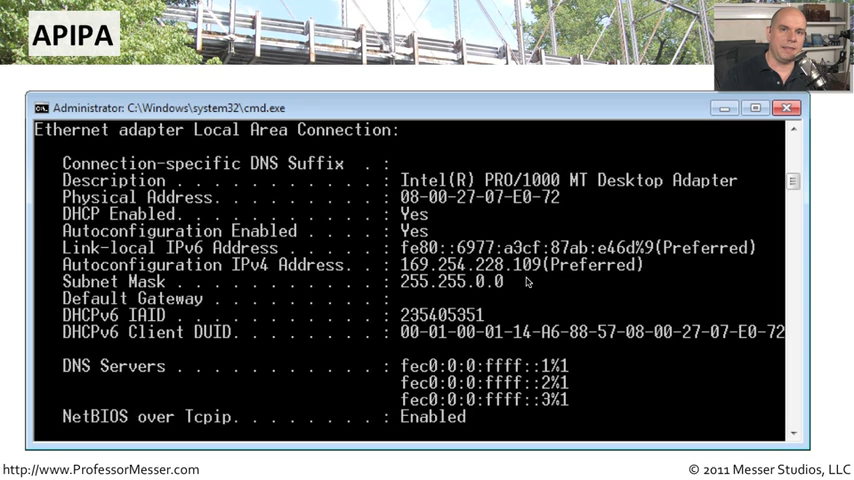 APIPA
Administrator: C:\Windows\system32\cmd.exe
Ethernet adapter Local Area Connection:
Connection-specific DNS Suffix . :
Description . . . . . . . . . . . : Intel(R) PRO/1000 MT Desktop Adapter
Physical Address. . . . . . . . . : 08-00-27-07-E0-72
DHCP Enabled. . . . . . . . . . . : Yes
Autoconfiguration Enabled . . . . : Yes
Link-local IPv6 Address . . . . . : fe80::6977:a3cf:87ab:e46d%9(Preferred)
Autoconfiguration IPv4 Address. . : 169.254.228.109(Preferred)
Subnet Mask . . . . . . . . . . . : 255.255.0.0
Default Gateway . . . . . . . . . :
DHCPv6 IAID . . . . . . . . . . . : 235405351
DHCPv6 Client DUID. . . . . . . . : 00-01-00-01-14-A6-88-57-08-00-27-07-E0-72
DNS Servers . . . . . . . . . . . : fec0:0:0:ffff::1%1
fec0:0:0:ffff::2%1
fec0:0:0:ffff::3%1
NetBIOS over Tcpip. . . . . . . . : Enabled
http://www.ProfessorMesser.com
© 2011 Messer Studios, LLC